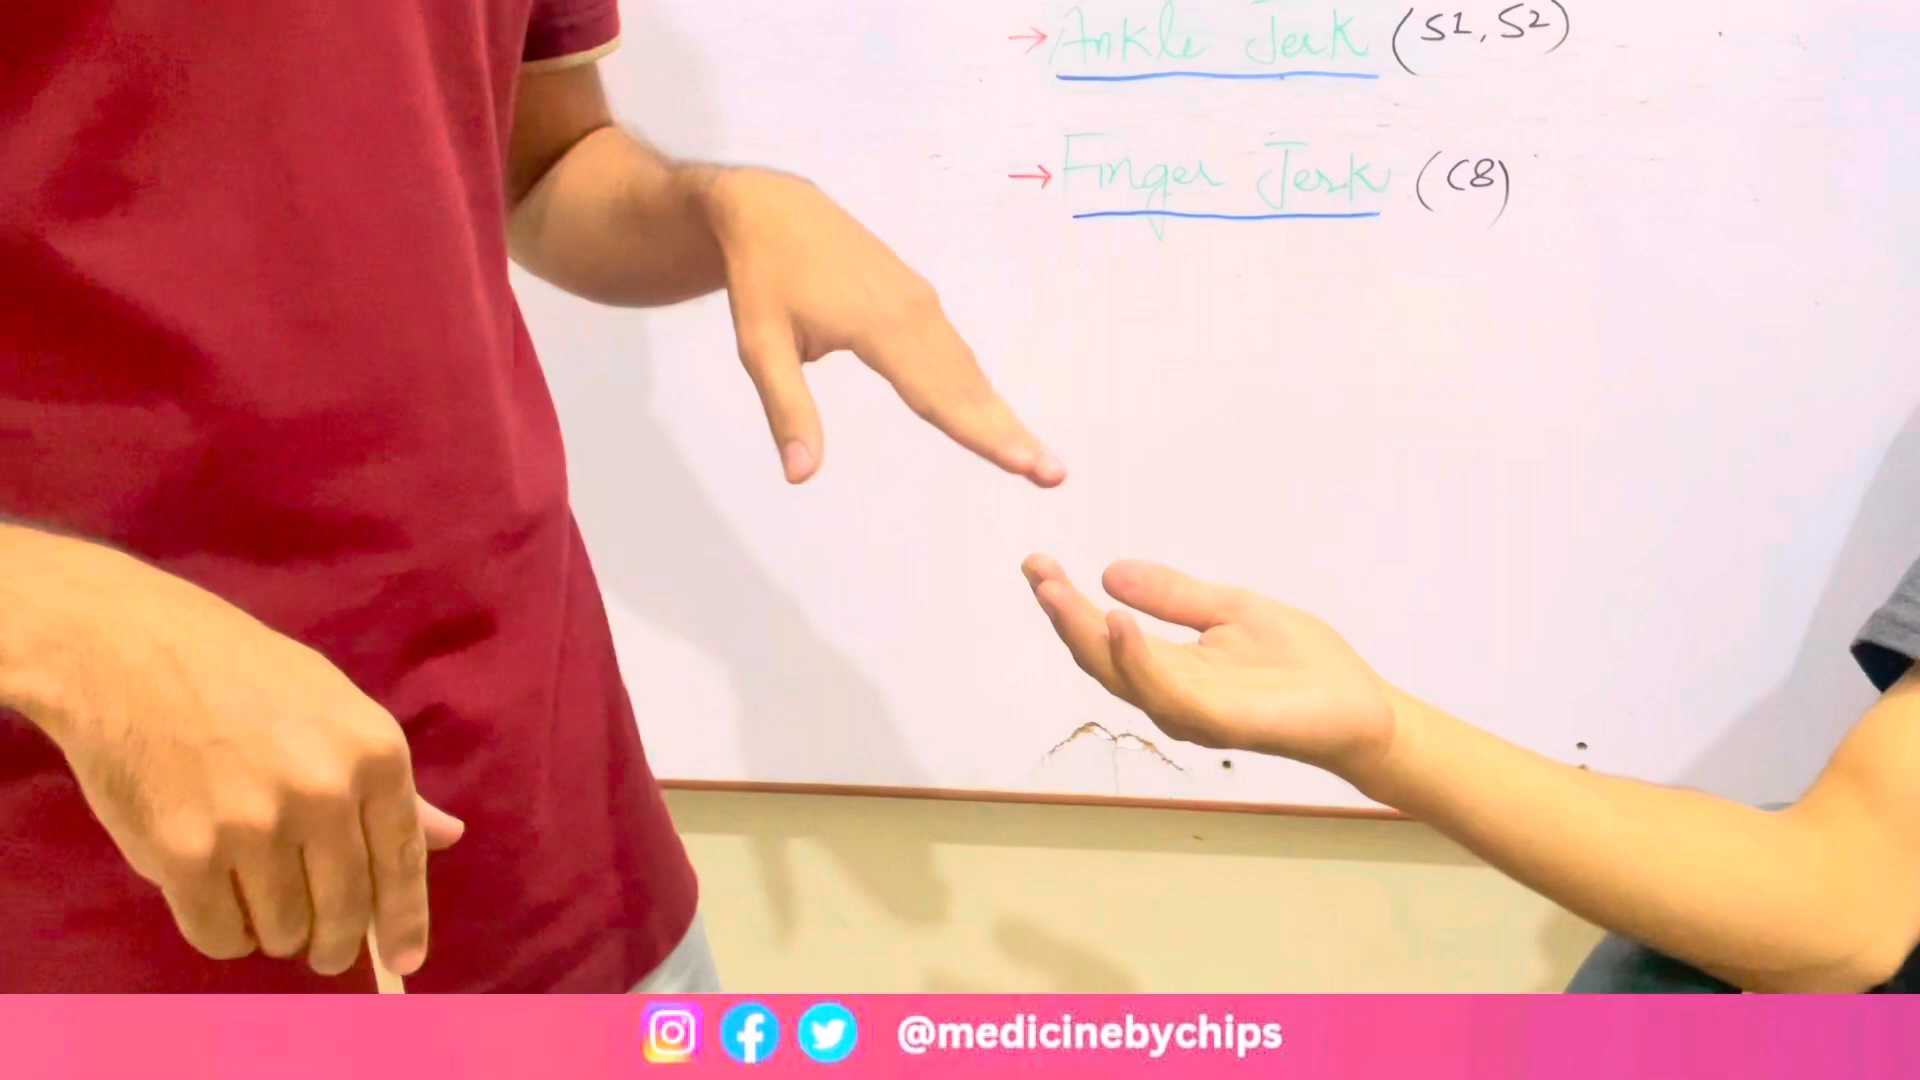 → Ankle Jerk (S1, S2)
→ Finger Jerk (C8)
@medicinebychips